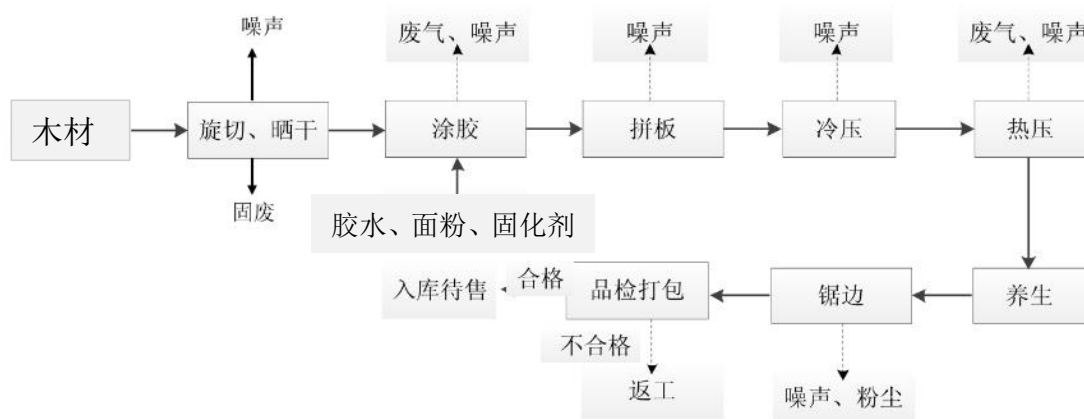 噪声
废气、噪声
噪声
噪声
废气、噪声
木材
旋切、晒干
涂胶
拼板
冷压
热压
固废
胶水、面粉、固化剂
入库待售
合格
品检打包
锯边
养生
不合格
返工
噪声、粉尘